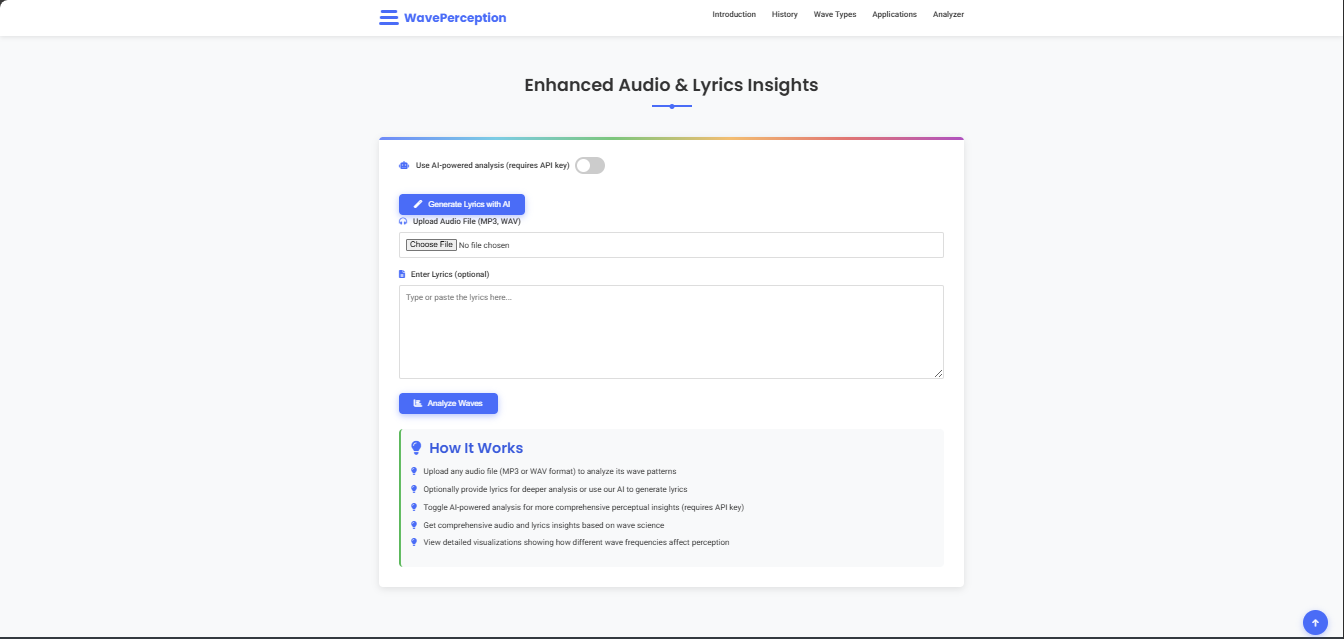 WavePerception
Introduction History Wave Types Applications Analyzer
Enhanced Audio & Lyrics Insights
Use AI-powered analysis (requires API key)
Generate Lyrics with AI
Upload Audio File (MP3, WAV)
Choose File No file chosen
Enter Lyrics (optional)
Type or paste the lyrics here...
Analyze Waves
How It Works
Upload any audio file (MP3 or WAV format) to analyze its wave patterns
Optionally provide lyrics for deeper analysis or use our AI to generate lyrics
Toggle AI-powered analysis for more comprehensive perceptual insights (requires API key)
Get comprehensive audio and lyrics insights based on wave science
View detailed visualizations showing how different wave frequencies affect perception